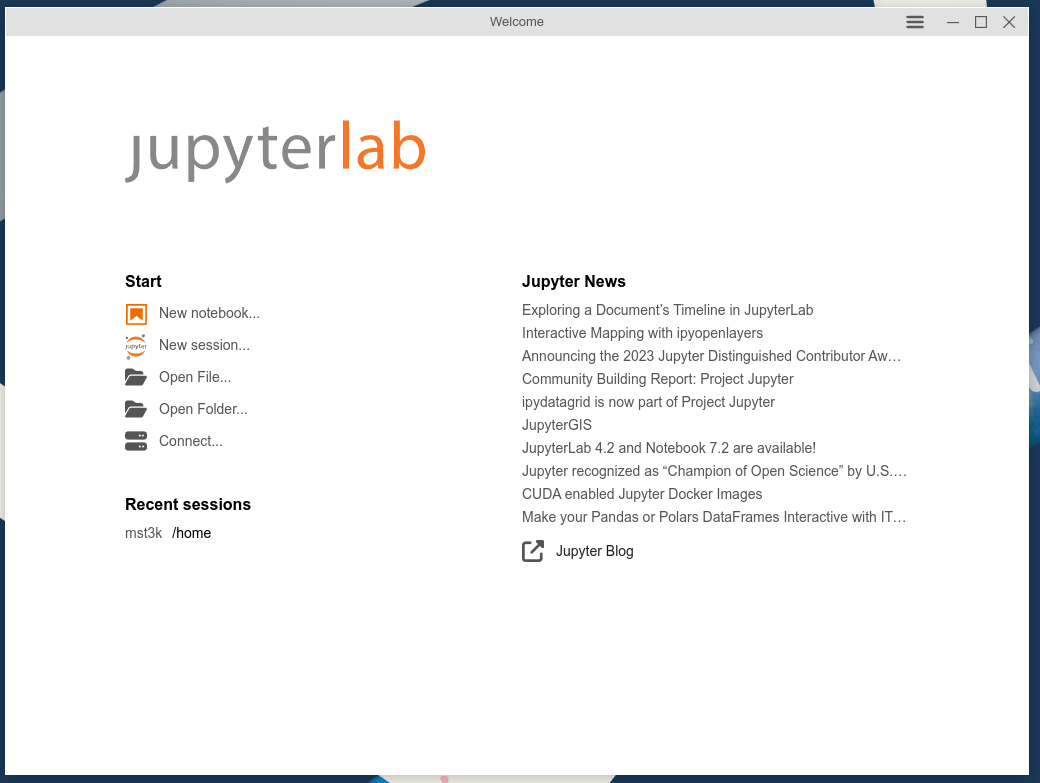 Welcome
jupyterlab
Start
New notebook...
jupyter
New session...
Open File...
Open Folder...
Connect...
Recent sessions
mst3k /home
Jupyter News
Exploring a Document’s Timeline in JupyterLab
Interactive Mapping with ipyopenlayers
Announcing the 2023 Jupyter Distinguished Contributor Aw…
Community Building Report: Project Jupyter
ipydatagrid is now part of Project Jupyter
JupyterGIS
JupyterLab 4.2 and Notebook 7.2 are available!
Jupyter recognized as “Champion of Open Science” by U.S.…
CUDA enabled Jupyter Docker Images
Make your Pandas or Polars DataFrames Interactive with IT…
Jupyter Blog